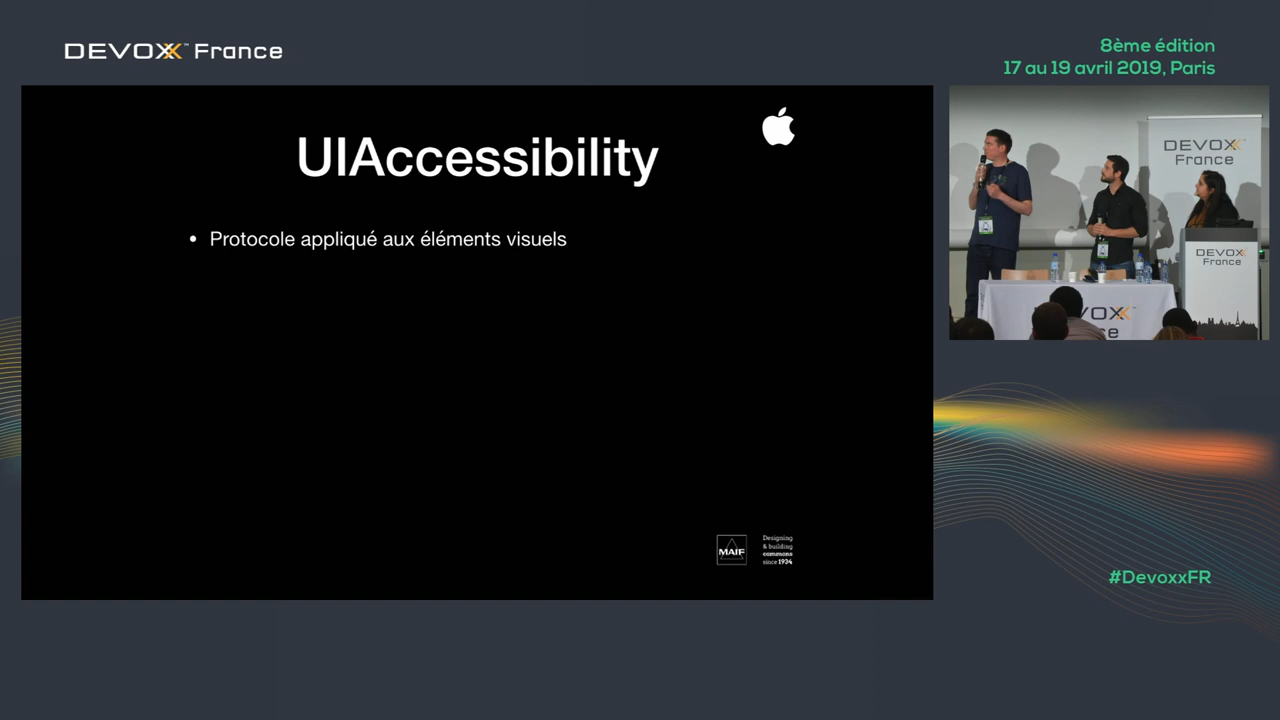 DEVOXX™ France
8ème édition
17 au 19 avril 2019, Paris
UIAccessibility
• Protocole appliqué aux éléments visuels
MAIF
Designing
& building
commons
since 1934
DEVOXX
France
DEVOXX
France
#DevoxxFR